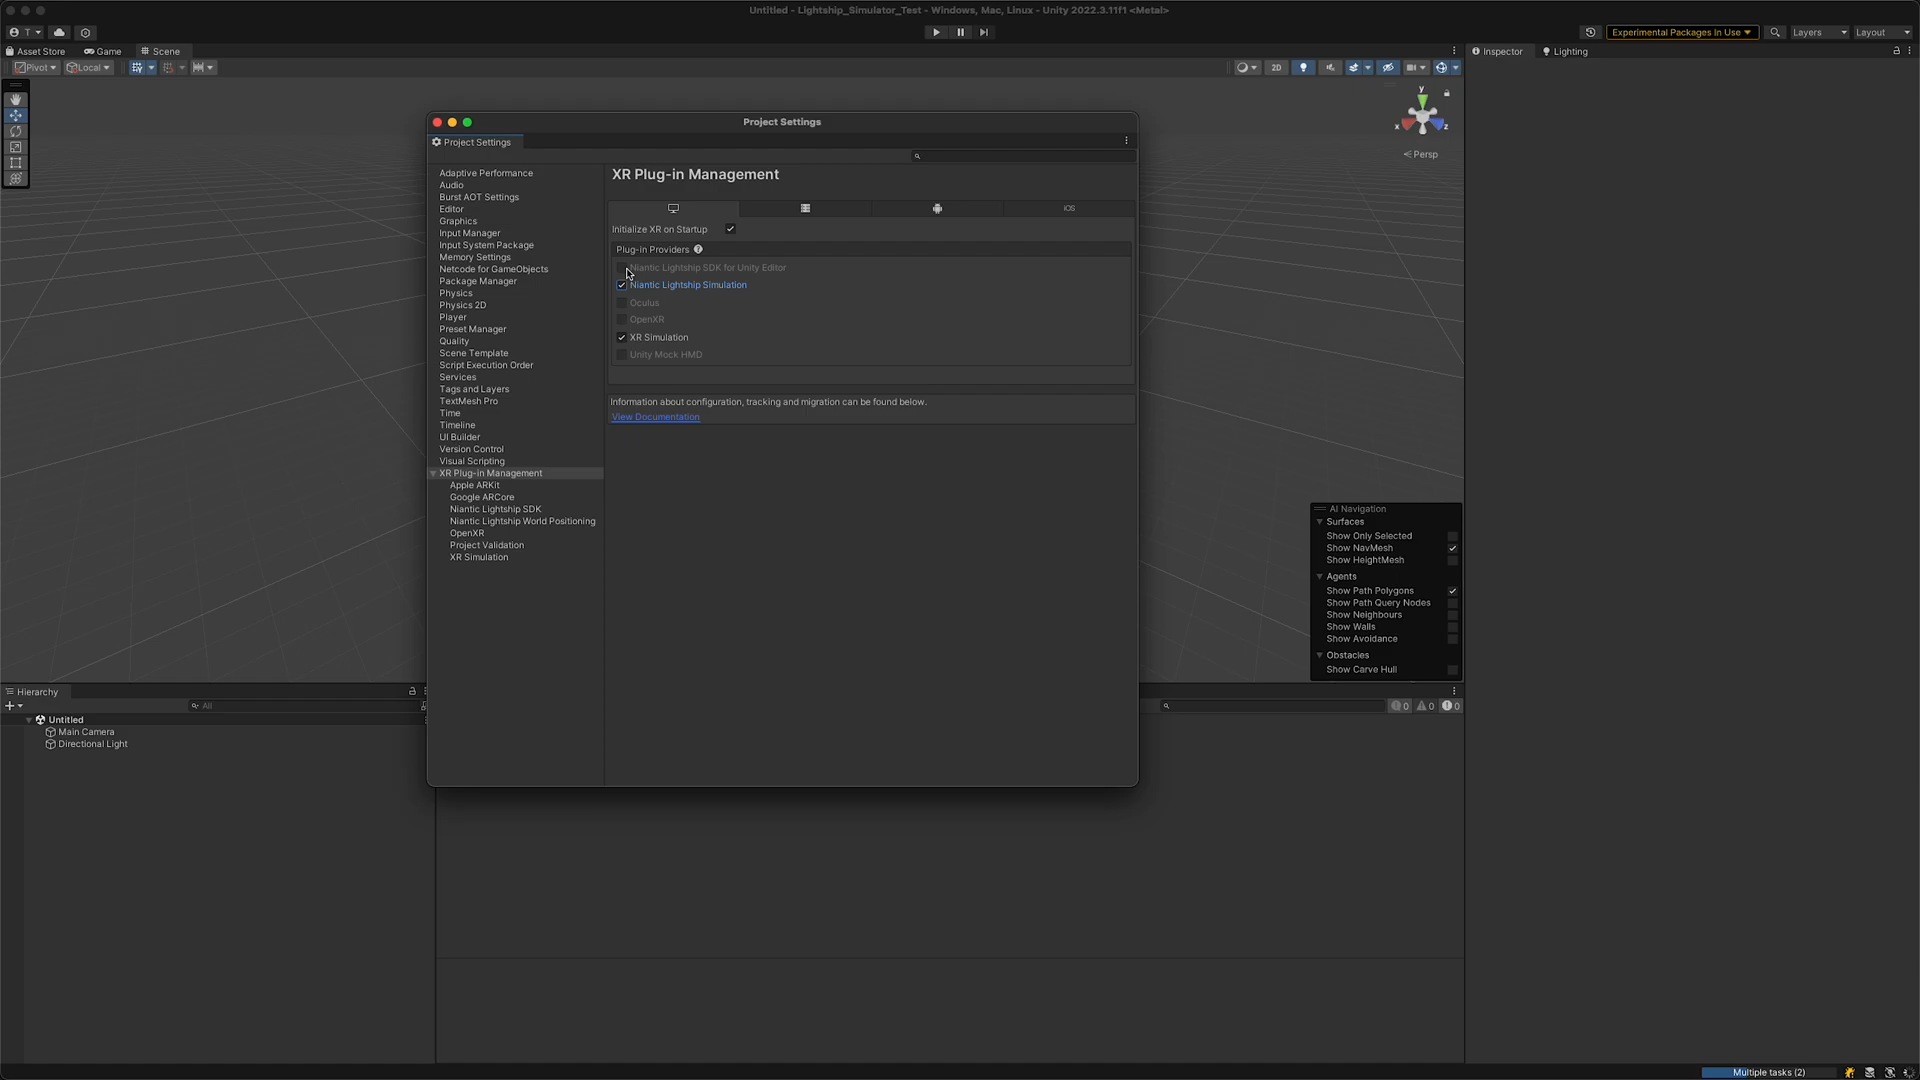 Untitled - Lightship_Simulator_Test - Windows, Mac, Linux - Unity 2022.3.11f1 <Metal>
T
Experimental Packages In Use
Layers
Layout
Asset Store
Game
Scene
Inspector
Lighting
Pivot
Local
2D
y
x
z
Persp
Project Settings
Project Settings
Adaptive Performance
Audio
Burst AOT Settings
Editor
Graphics
Input Manager
Input System Package
Memory Settings
Netcode for GameObjects
Package Manager
Physics
Physics 2D
Player
Preset Manager
Quality
Scene Template
Script Execution Order
Services
Tags and Layers
TextMesh Pro
Time
Timeline
UI Builder
Version Control
Visual Scripting
XR Plug-in Management
Apple ARKit
Google ARCore
Niantic Lightship SDK
Niantic Lightship World Positioning
OpenXR
Project Validation
XR Simulation
XR Plug-in Management
iOS
Initialize XR on Startup
Plug-in Providers
Niantic Lightship SDK for Unity Editor
Niantic Lightship Simulation
Oculus
OpenXR
XR Simulation
Unity Mock HMD
Information about configuration, tracking and migration can be found below.
View Documentation
AI Navigation
Surfaces
Show Only Selected
Show NavMesh
Show HeightMesh
Agents
Show Path Polygons
Show Path Query Nodes
Show Neighbours
Show Walls
Show Avoidance
Obstacles
Show Carve Hull
Hierarchy
All
0
0
0
Untitled
Main Camera
Directional Light
Multiple tasks (2)